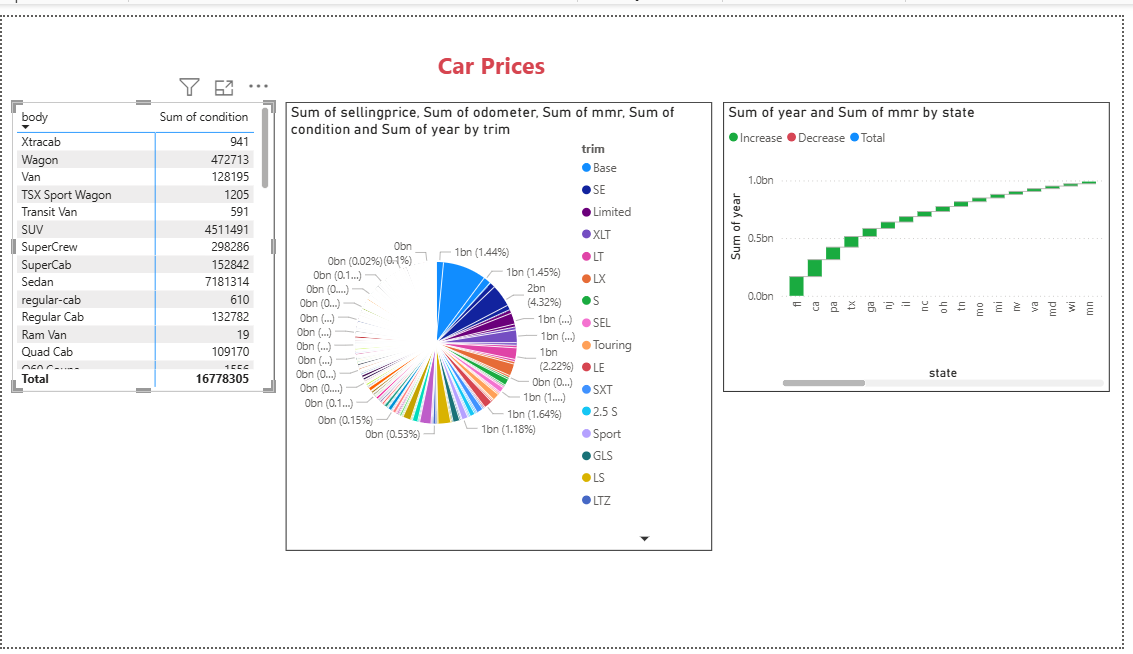 Car Prices
body Sum of condition
Xtracab 941
Wagon 472713
Van 128195
TSX Sport Wagon 1205
Transit Van 591
SUV 4511491
SuperCrew 298286
SuperCab 152842
Sedan 7181314
regular-cab 610
Regular Cab 132782
Ram Van 19
Quad Cab 109170
Total 16778305
Sum of sellingprice, Sum of odometer, Sum of mmr, Sum of
condition and Sum of year by trim
trim
Base
SE
Limited
XLT
LT
LX
S
SEL
Touring
LE
SXT
2.5 S
Sport
GLS
LS
LTZ
0bn
1bn (1.44%)
0bn (0.02%)
(0.1%)
1bn (1.45%)
0bn (0.1...)
2bn
(4.32%)
0bn (0....)
0bn (0...)
1bn (...)
0bn (...)
1bn (...)
0bn (...)
1bn
(2.22%)
0bn (...)
0bn (...)
0bn (0...)
0bn (0...)
0bn (0....)
1bn (1....)
0bn (0.1...)
1bn (1.64%)
0bn (0.15%)
1bn (1.18%)
0bn (0.53%)
Sum of year and Sum of mmr by state
Increase Decrease Total
Sum of year
1.0bn
0.5bn
0.0bn
fl
ca
pa
tx
ga
nj
il
nc
oh
tn
mo
mi
nv
va
md
wi
mn
state